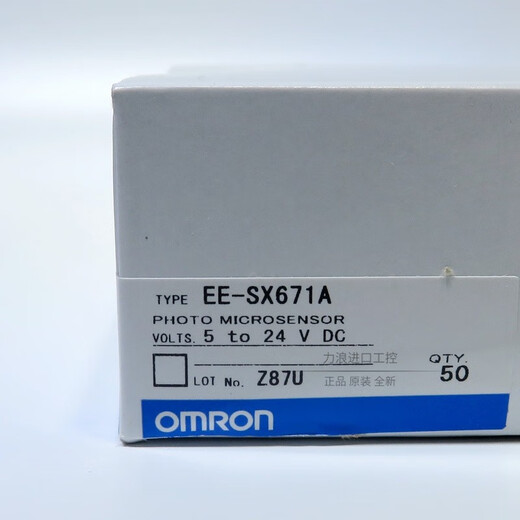 TYPE EE-SX671A
PHOTO MICROSENSOR
VOLTS. 5 to 24 V DC
力浪进口工控 QTY.
LOT No. Z87U 正品 原装 全新 50
OMRON